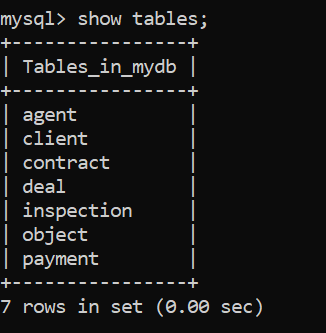 mysql> show tables;
+----------------+
| Tables_in_mydb |
+----------------+
| agent          |
| client         |
| contract       |
| deal           |
| inspection     |
| object         |
| payment        |
+----------------+
7 rows in set (0.00 sec)